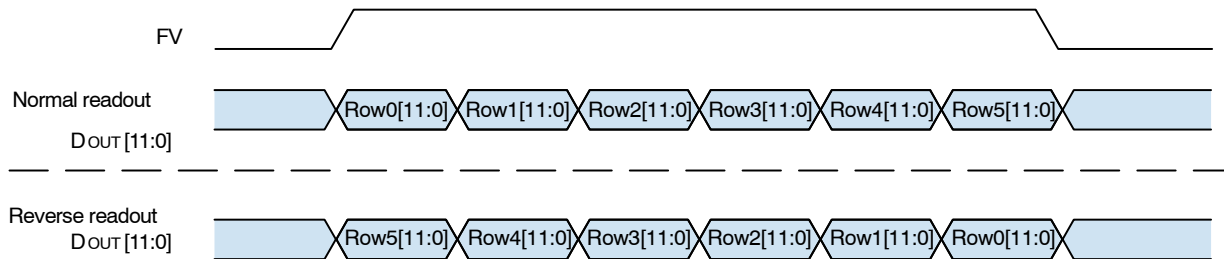 FV
Normal readout
DOUT [11:0]
Row0[11:0] Row1[11:0] Row2[11:0] Row3[11:0] Row4[11:0] Row5[11:0]
Reverse readout
DOUT [11:0]
Row5[11:0] Row4[11:0] Row3[11:0] Row2[11:0] Row1[11:0] Row0[11:0]